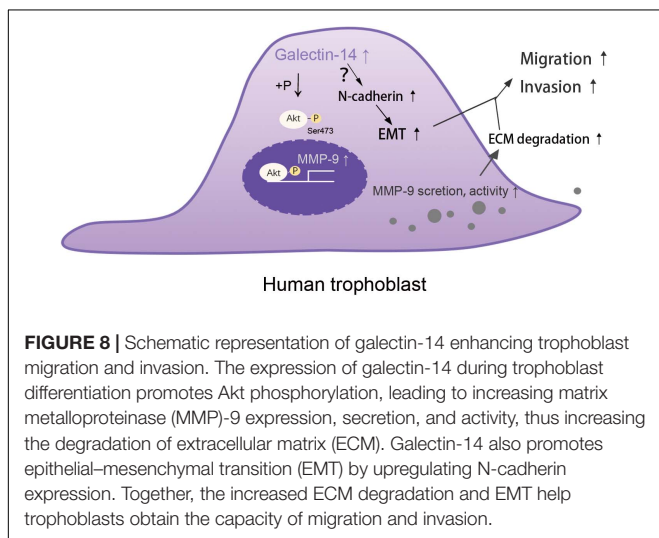 Galectin-14 ↑
+P
?
N-cadherin ↑
EMT ↑
Migration ↑
Invasion ↑
ECM degradation ↑
Akt
P
Ser473
MMP-9 ↑
Akt
P
MMP-9 scretion, activity ↑
Human trophoblast
FIGURE 8 | Schematic representation of galectin-14 enhancing trophoblast
migration and invasion. The expression of galectin-14 during trophoblast
differentiation promotes Akt phosphorylation, leading to increasing matrix
metalloproteinase (MMP)-9 expression, secretion, and activity, thus increasing
the degradation of extracellular matrix (ECM). Galectin-14 also promotes
epithelial–mesenchymal transition (EMT) by upregulating N-cadherin
expression. Together, the increased ECM degradation and EMT help
trophoblasts obtain the capacity of migration and invasion.